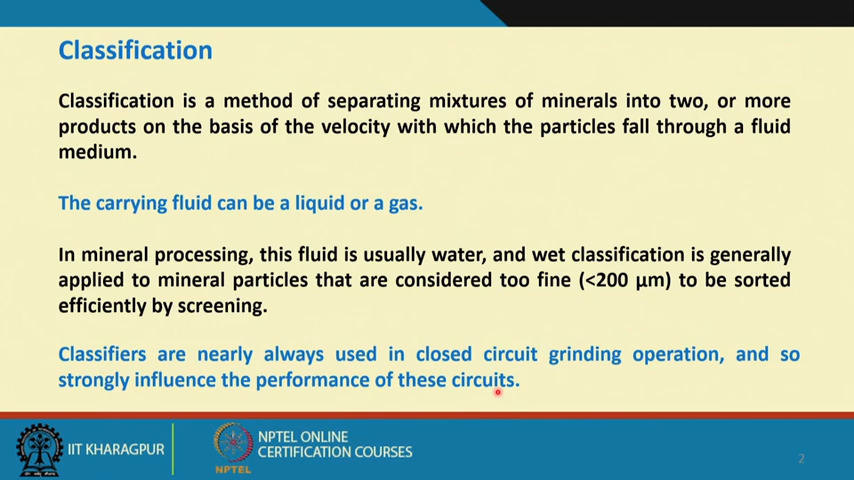 Classification
Classification is a method of separating mixtures of minerals into two, or more
products on the basis of the velocity with which the particles fall through a fluid
medium.
The carrying fluid can be a liquid or a gas.
In mineral processing, this fluid is usually water, and wet classification is generally
applied to mineral particles that are considered too fine (<200 µm) to be sorted
efficiently by screening.
Classifiers are nearly always used in closed circuit grinding operation, and so
strongly influence the performance of these circuits.
IIT KHARAGPUR
NPTEL
NPTEL ONLINE
CERTIFICATION COURSES
2